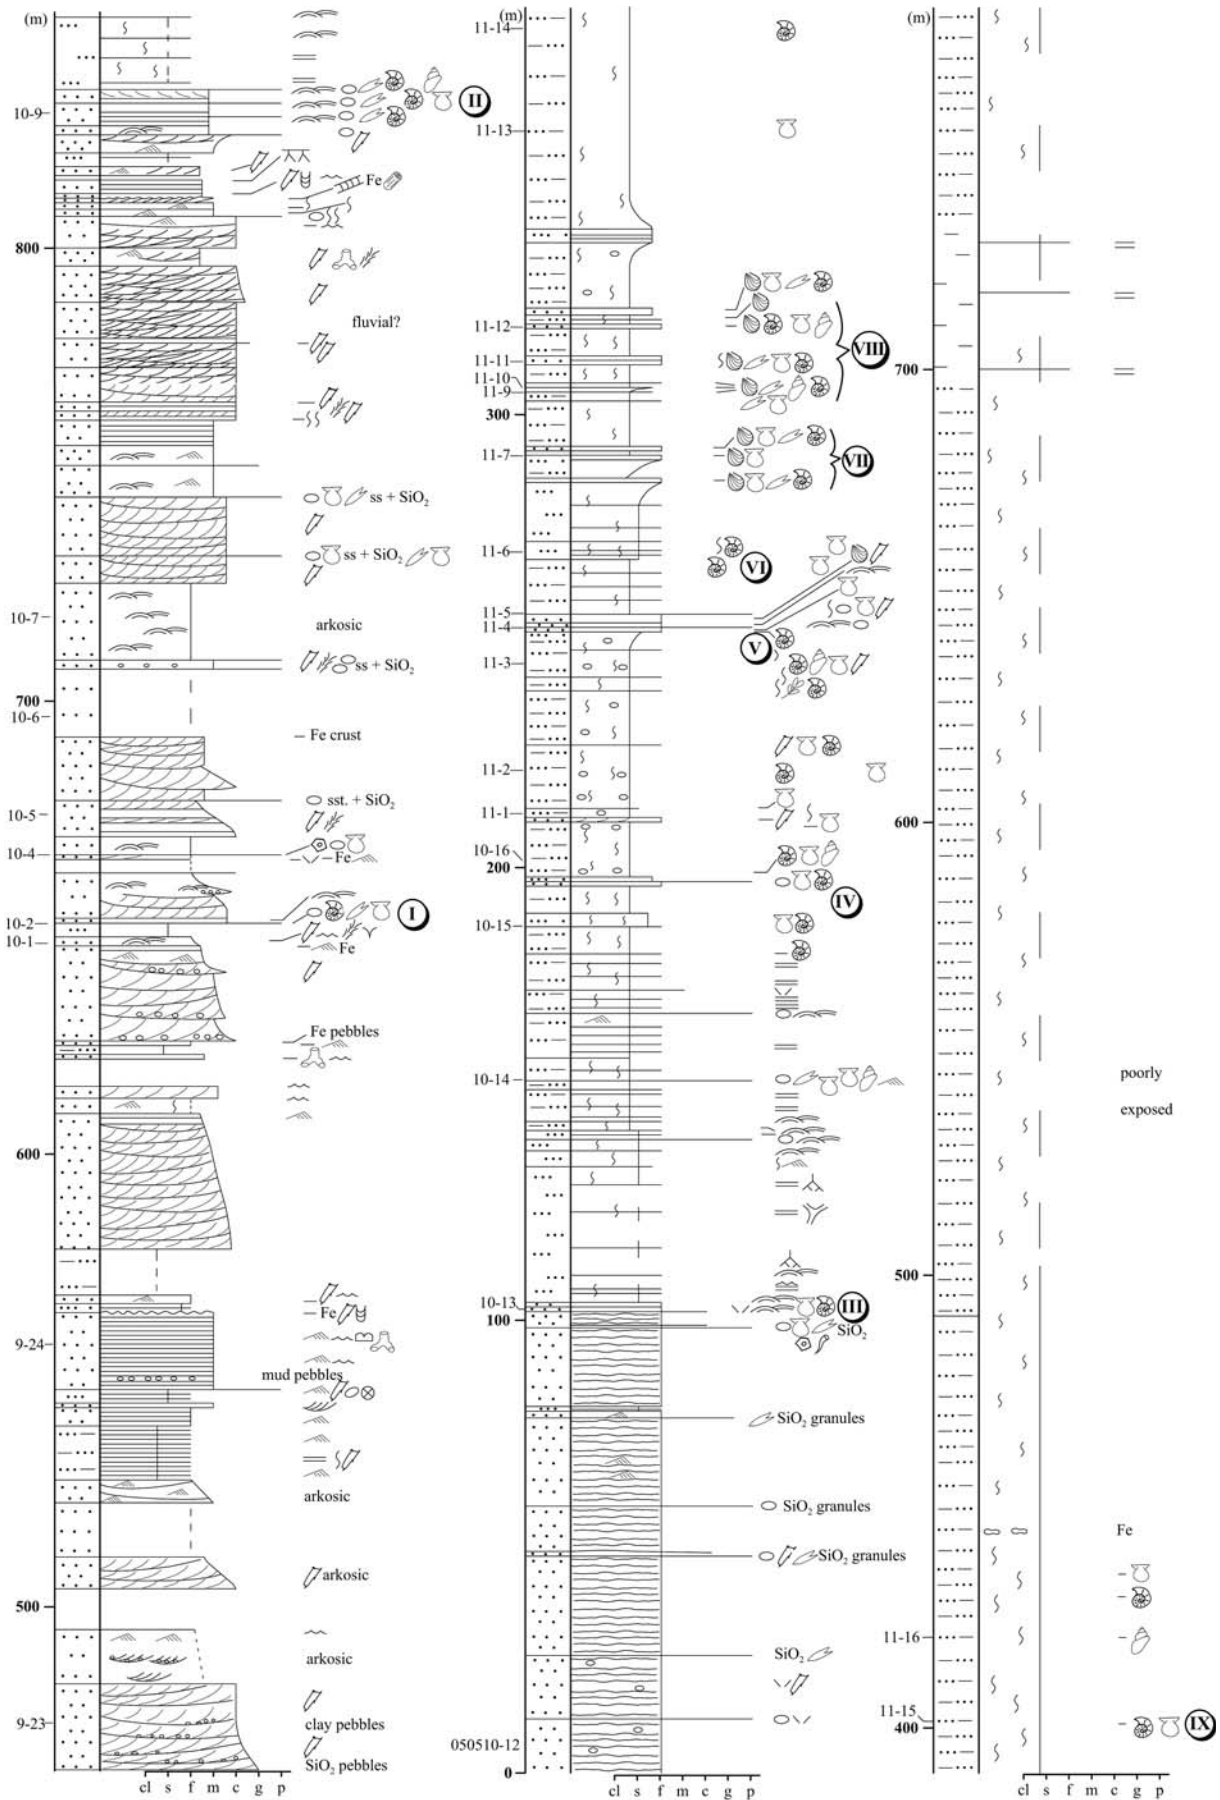 (m)
10-9
II
Fe
800
fluvial?
ss + SiO2
ss + SiO2
10-7
arkosic
ss + SiO2
700
10-6
Fe crust
sst. + SiO2
10-5
10-4
Fe
I
10-2
10-1
Fe
Fe pebbles
600
Fe
9-24
mud pebbles
arkosic
arkosic
500
arkosic
9-23
clay pebbles
SiO2 pebbles
cl s f m c g p
11-14
11-13
11-12
VIII
11-11
11-10
11-9
300
11-7
VII
11-6
VI
11-5
11-4
V
11-3
11-2
11-1
10-16
200
IV
10-15
10-14
10-13
III
100
SiO2
SiO2 granules
SiO2 granules
SiO2 granules
SiO2
050510-12
0
cl s f m c g p
(m)
700
600
poorly
exposed
500
Fe
11-16
11-15
IX
400
cl s f m c g p